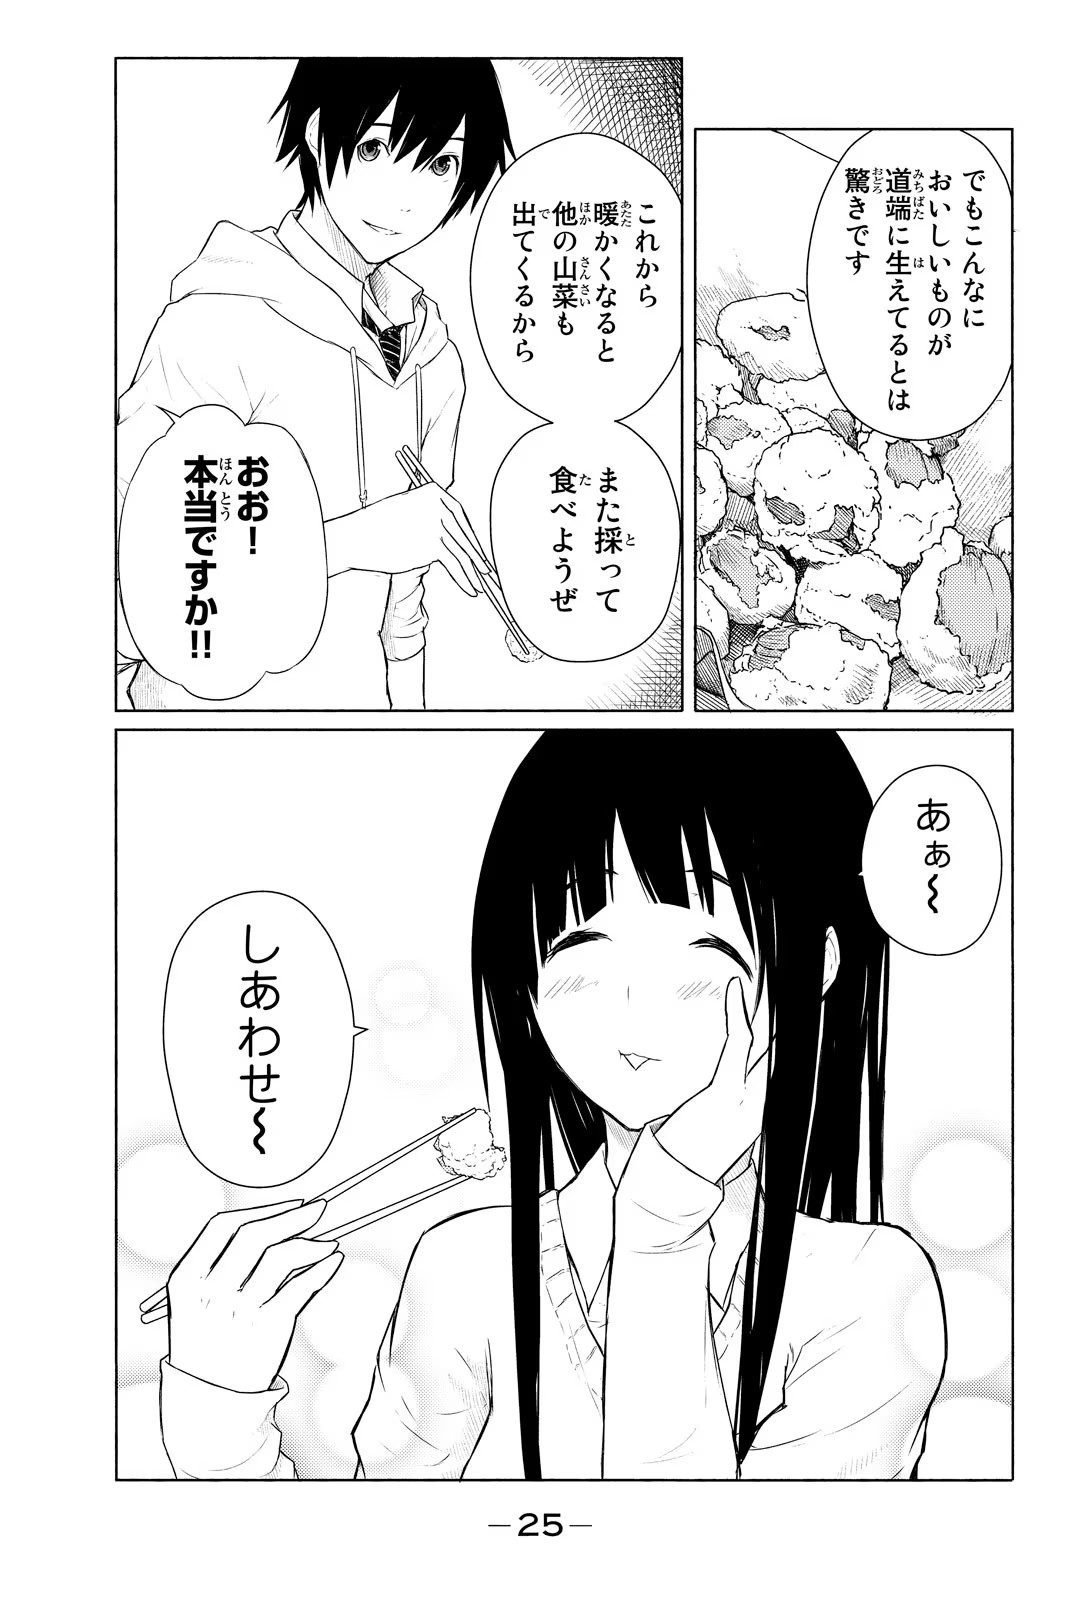 でもこんなに
おいしいものが
道端に生えてるとは
驚きです
これから
暖かくなると
他の山菜も
出てくるから
また採って
食べようぜ
おお!
本当ですか!!
あぁ〜
しあわせ〜
—25—